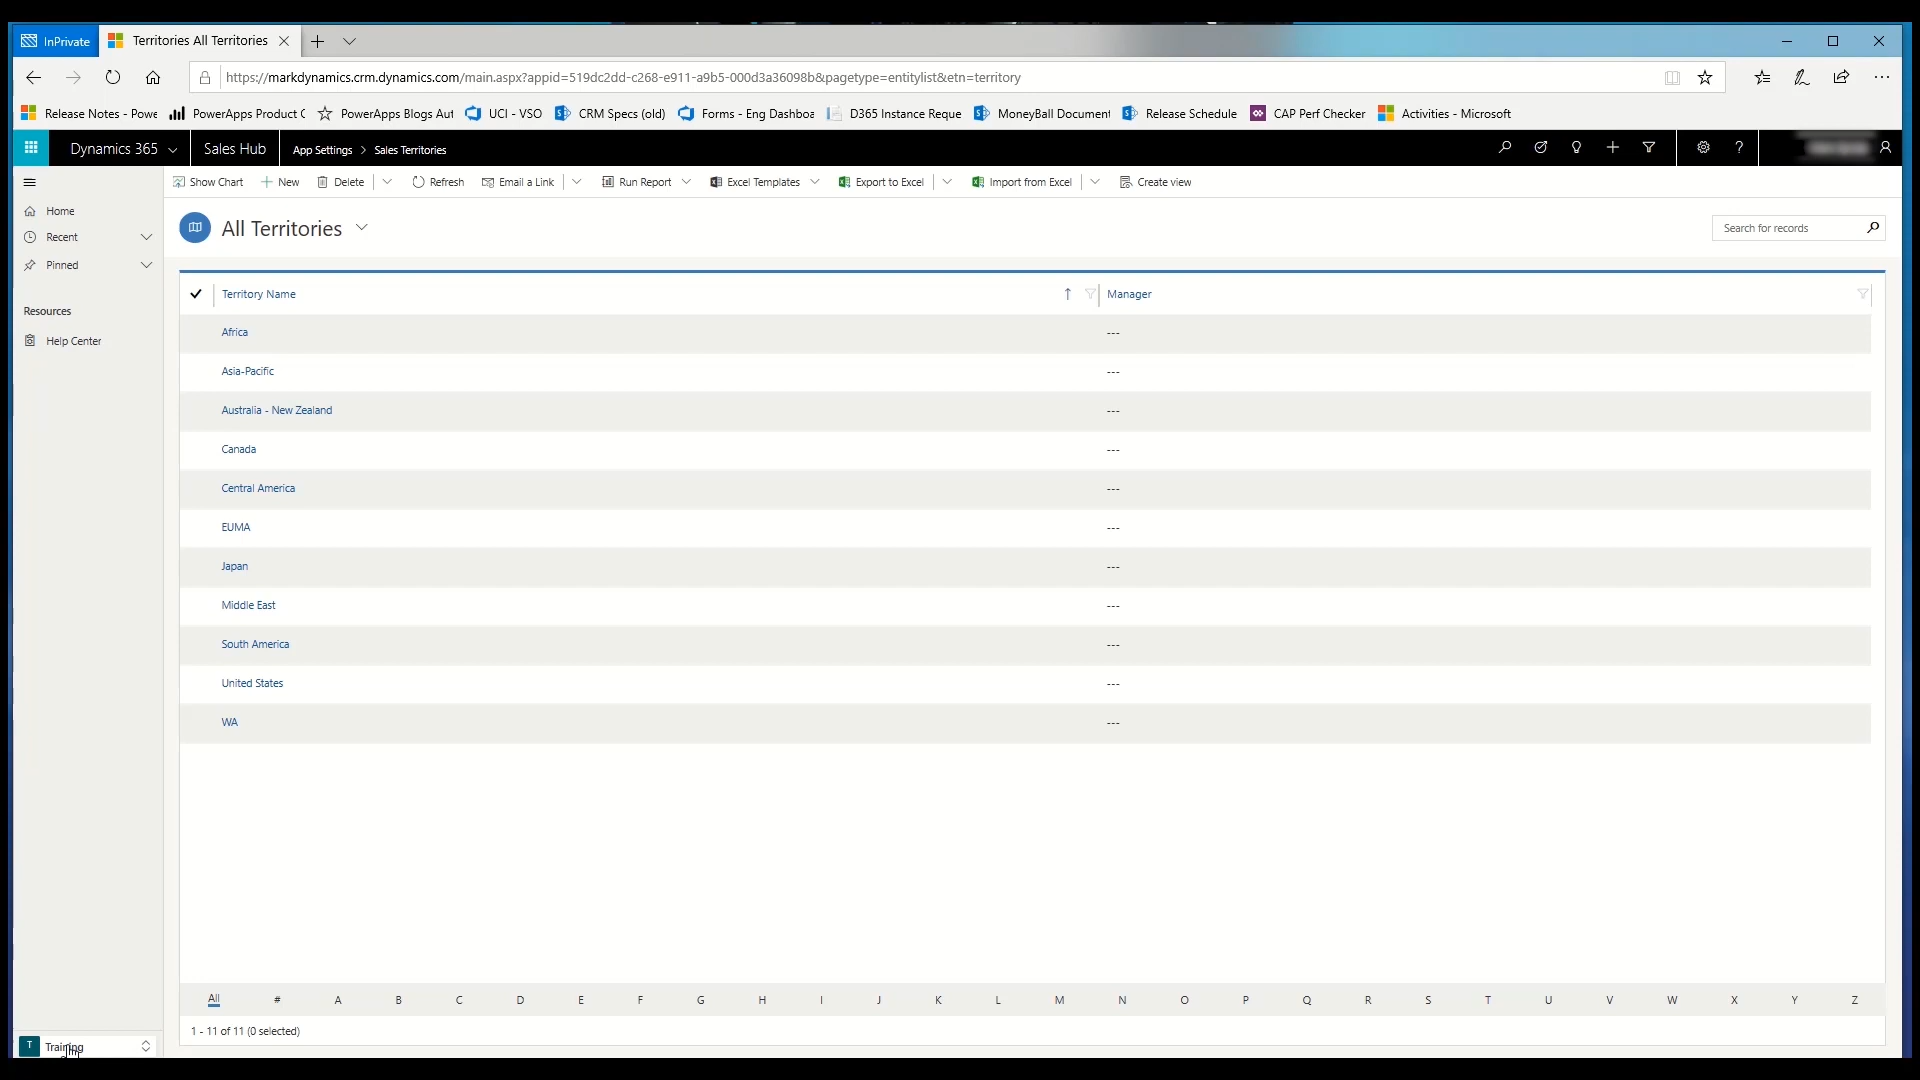 InPrivate
Territories All Territories
https://markdynamics.crm.dynamics.com/main.aspx?appid=519dc2dd-c268-e911-a9b5-000d3a36098b&pagetype=entitylist&etn=territory
Release Notes - Powe
PowerApps Product C
PowerApps Blogs Aut
UCI - VSO
CRM Specs (old)
Forms - Eng Dashboa
D365 Instance Reque
MoneyBall Document
Release Schedule
CAP Perf Checker
Activities - Microsoft
Dynamics 365
Sales Hub
App Settings > Sales Territories
Show Chart
New
Delete
Refresh
Email a Link
Run Report
Excel Templates
Export to Excel
Import from Excel
Create view
Home
Recent
Pinned
Resources
Help Center
All Territories
Search for records
Territory Name
Manager
Africa ---
Asia-Pacific ---
Australia - New Zealand ---
Canada ---
Central America ---
EUMA ---
Japan ---
Middle East ---
South America ---
United States ---
WA ---
All # A B C D E F G H I J K L M N O P Q R S T U V W X Y Z
1 - 11 of 11 (0 selected)
T Training